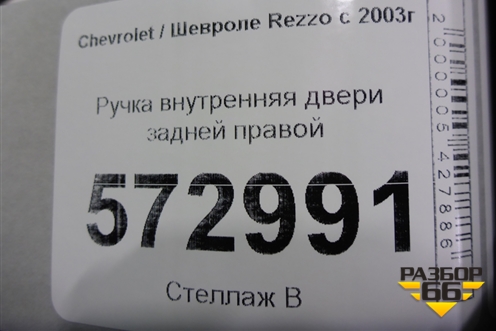 Chevrolet / Шевроле Rezzo с 2003г
Ручка внутренняя двери
задней правой
572991
Стеллаж В
2000005427886
РАЗБОР
66